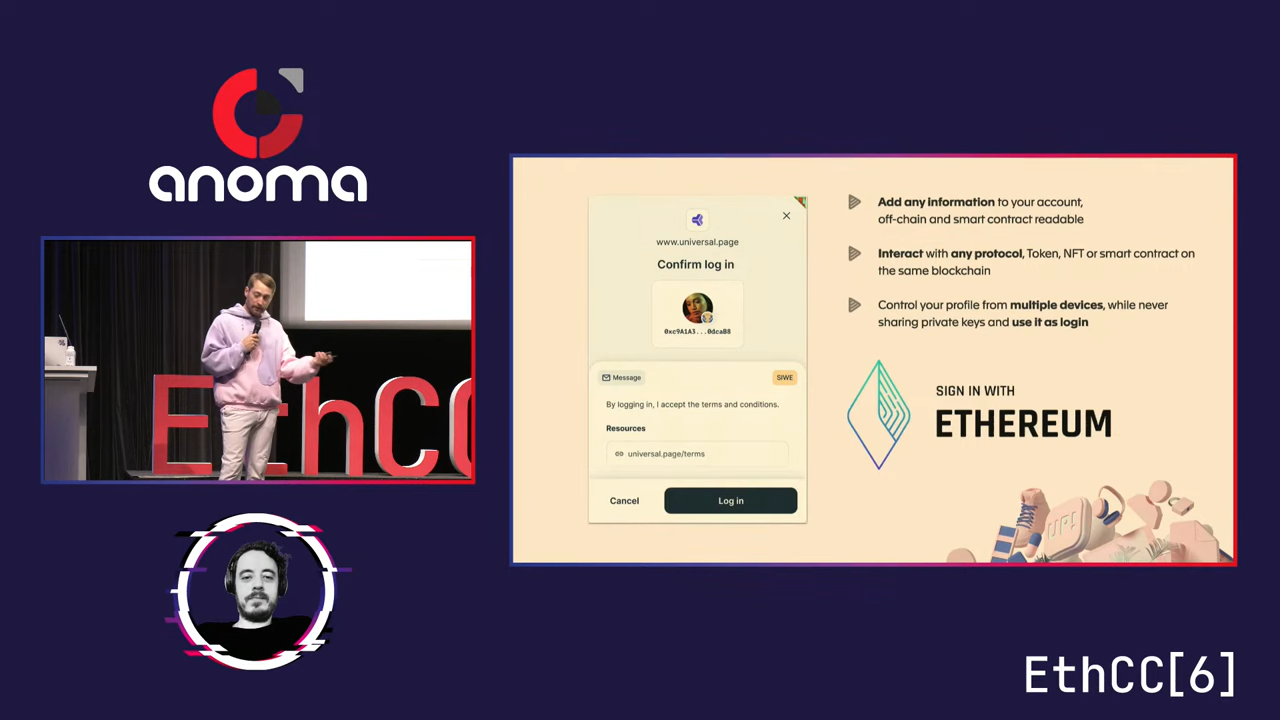 anoma
EthCC
www.universal.page
Confirm log in
0xc9A1A3...0dcaB8
Message
SIWE
By logging in, I accept the terms and conditions.
Resources
universal.page/terms
Cancel
Log in
Add any information to your account,
off-chain and smart contract readable
Interact with any protocol, Token, NFT or smart contract on
the same blockchain
Control your profile from multiple devices, while never
sharing private keys and use it as login
SIGN IN WITH
ETHEREUM
EthCC[6]